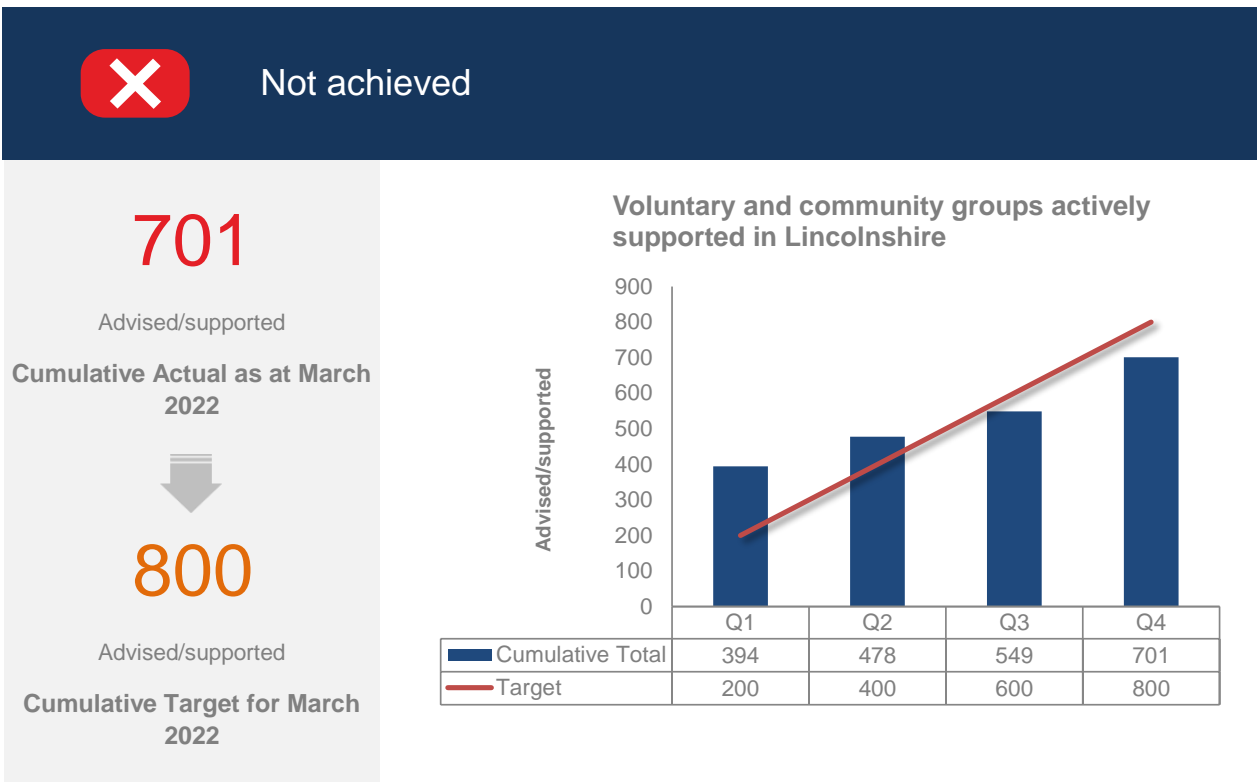 Not achieved
701
Advised/supported
Cumulative Actual as at March
2022
800
Advised/supported
Cumulative Target for March
2022
Voluntary and community groups actively
supported in Lincolnshire
Advised/supported
900
800
700
600
500
400
300
200
100
0
Q1 Q2 Q3 Q4
Cumulative Total 394 478 549 701
Target 200 400 600 800